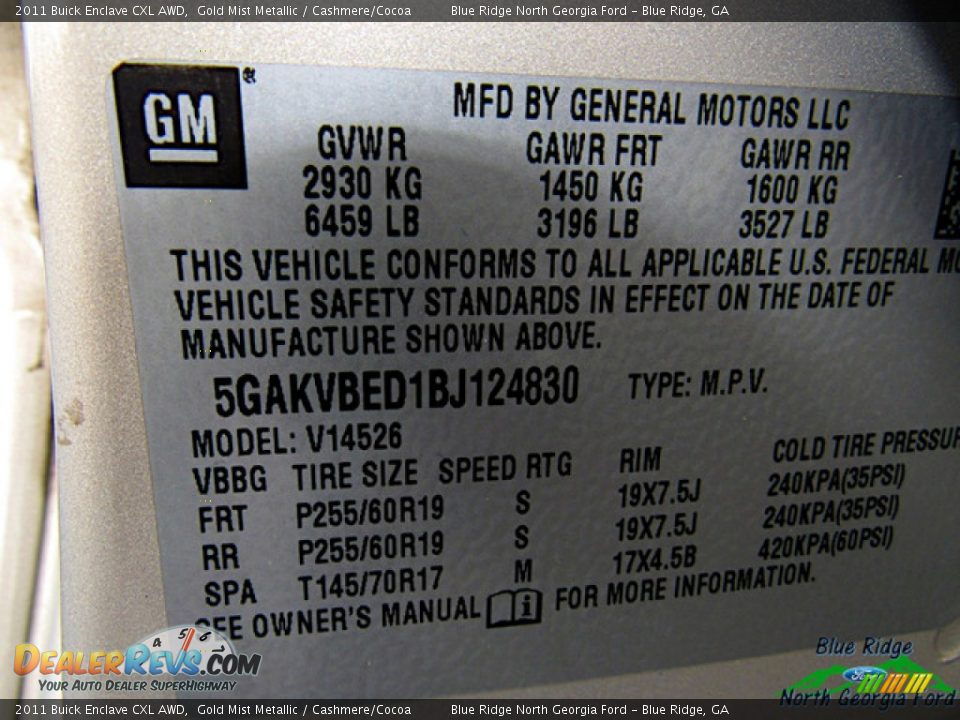 2011 Buick Enclave CXL AWD, Gold Mist Metallic / Cashmere/Cocoa Blue Ridge North Georgia Ford - Blue Ridge, GA
GM®
MFD BY GENERAL MOTORS LLC
GVWR GAWR FRT GAWR RR
2930 KG 1450 KG 1600 KG
6459 LB 3196 LB 3527 LB
THIS VEHICLE CONFORMS TO ALL APPLICABLE U.S. FEDERAL MO
VEHICLE SAFETY STANDARDS IN EFFECT ON THE DATE OF
MANUFACTURE SHOWN ABOVE.
5GAKVBED1BJ124830 TYPE: M.P.V.
MODEL: V14526
VBBG TIRE SIZE SPEED RTG RIM COLD TIRE PRESSUR
FRT P255/60R19 S 19X7.5J 240KPA(35PSI)
RR P255/60R19 S 19X7.5J 240KPA(35PSI)
SPA T145/70R17 M 17X4.5B 420KPA(60PSI)
SEE OWNER'S MANUAL FOR MORE INFORMATION.
4 5 6
DEALERREVS.COM
YOUR AUTO DEALER SUPERHIGHWAY
Blue Ridge
Ford
North Georgia Ford
2011 Buick Enclave CXL AWD, Gold Mist Metallic / Cashmere/Cocoa Blue Ridge North Georgia Ford - Blue Ridge, GA